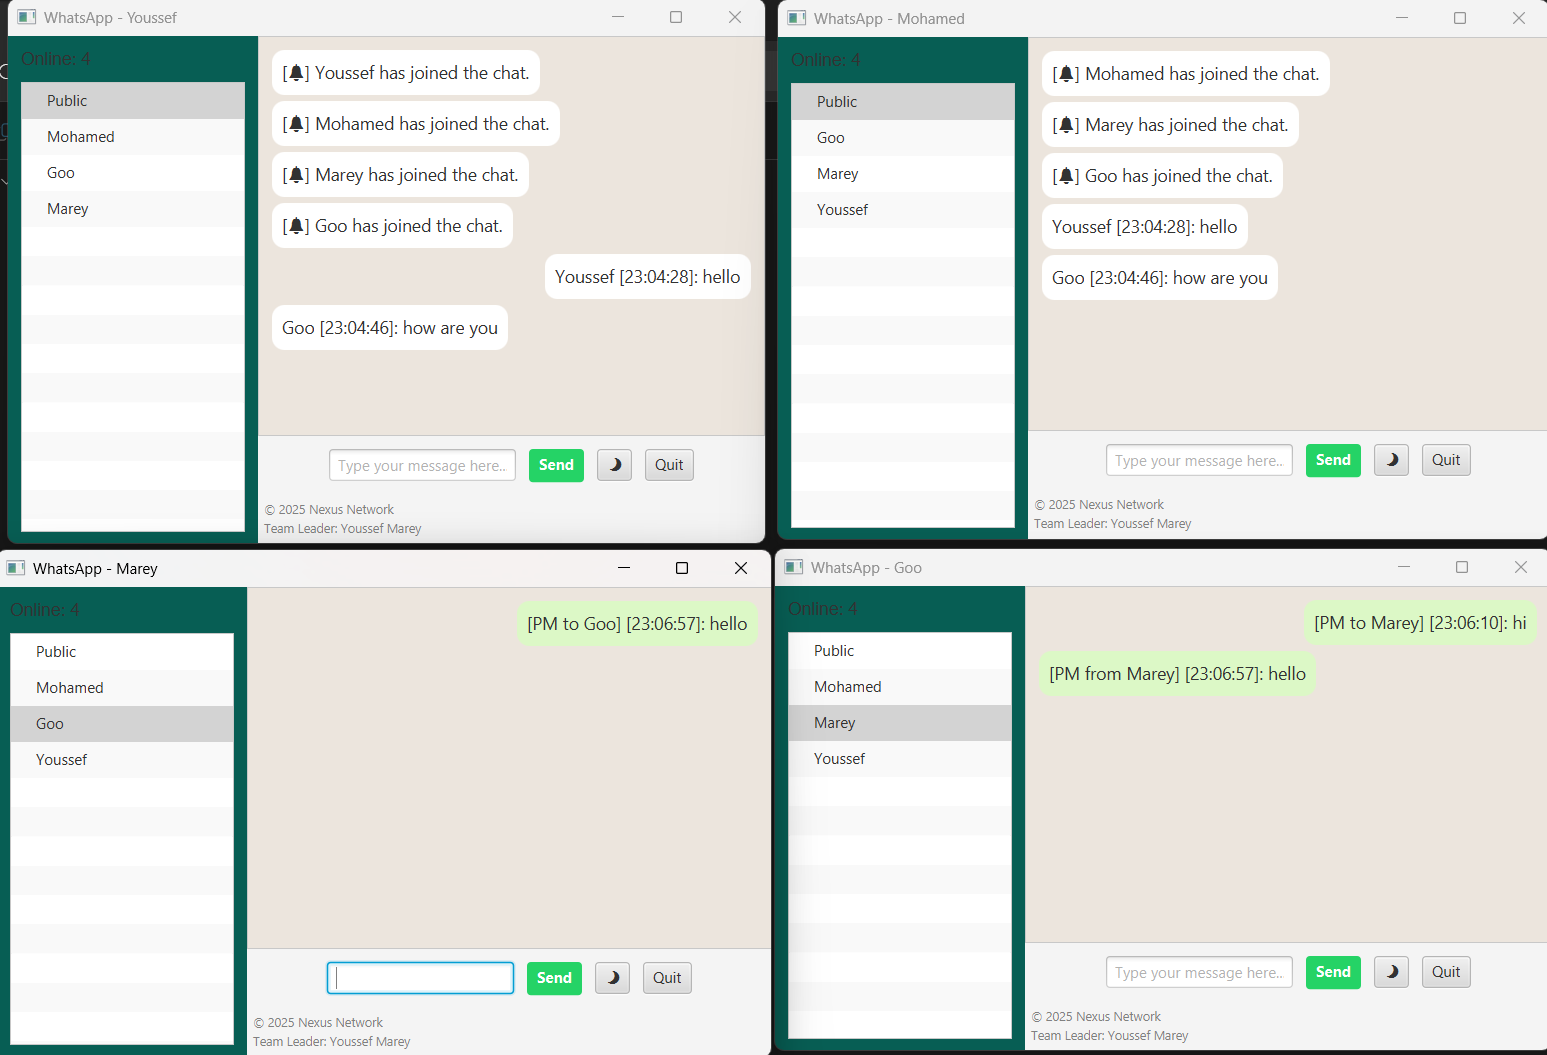 WhatsApp - Youssef
Online: 4
Public
Mohamed
Goo
Marey
[🔔] Youssef has joined the chat.
[🔔] Mohamed has joined the chat.
[🔔] Marey has joined the chat.
[🔔] Goo has joined the chat.
Youssef [23:04:28]: hello
Goo [23:04:46]: how are you
Type your message here..
Send
Quit
© 2025 Nexus Network
Team Leader: Youssef Marey
WhatsApp - Mohamed
Online: 4
Public
Goo
Marey
Youssef
[🔔] Mohamed has joined the chat.
[🔔] Marey has joined the chat.
[🔔] Goo has joined the chat.
Youssef [23:04:28]: hello
Goo [23:04:46]: how are you
Type your message here..
Send
Quit
© 2025 Nexus Network
Team Leader: Youssef Marey
WhatsApp - Marey
Online: 4
Public
Mohamed
Goo
Youssef
[PM to Goo] [23:06:57]: hello
Send
Quit
© 2025 Nexus Network
Team Leader: Youssef Marey
WhatsApp - Goo
Online: 4
Public
Mohamed
Marey
Youssef
[PM to Marey] [23:06:10]: hi
[PM from Marey] [23:06:57]: hello
Type your message here..
Send
Quit
© 2025 Nexus Network
Team Leader: Youssef Marey